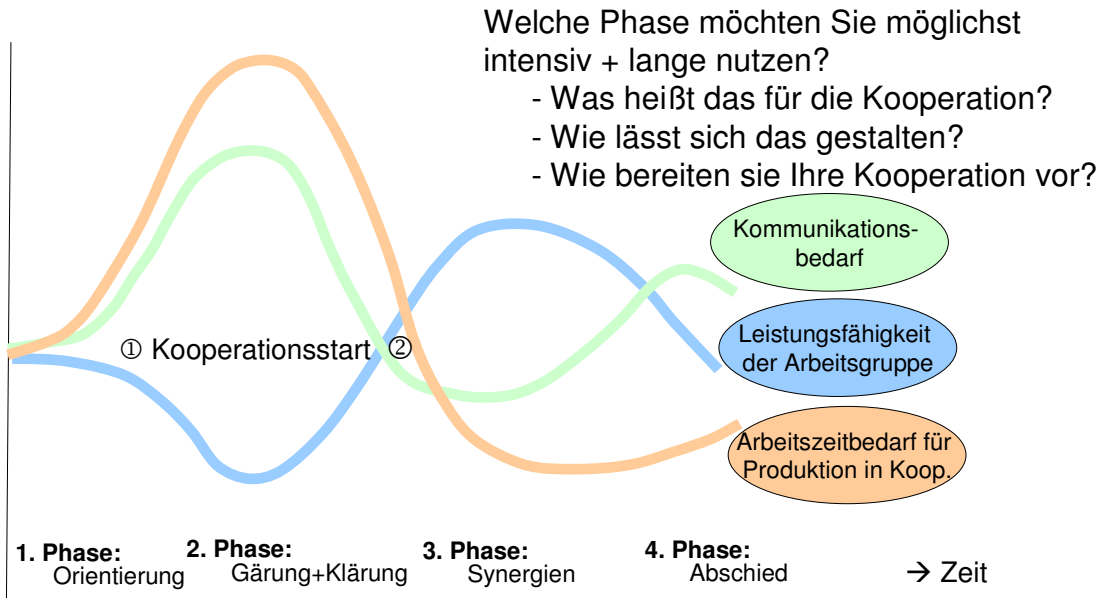 Welche Phase möchten Sie möglichst
intensiv + lange nutzen?
- Was heißt das für die Kooperation?
- Wie lässt sich das gestalten?
- Wie bereiten sie Ihre Kooperation vor?
Kommunikations-
bedarf
① Kooperationsstart ②
Leistungsfähigkeit
der Arbeitsgruppe
Arbeitszeitbedarf für
Produktion in Koop.
1. Phase:
Orientierung
2. Phase:
Gärung+Klärung
3. Phase:
Synergien
4. Phase:
Abschied
→ Zeit